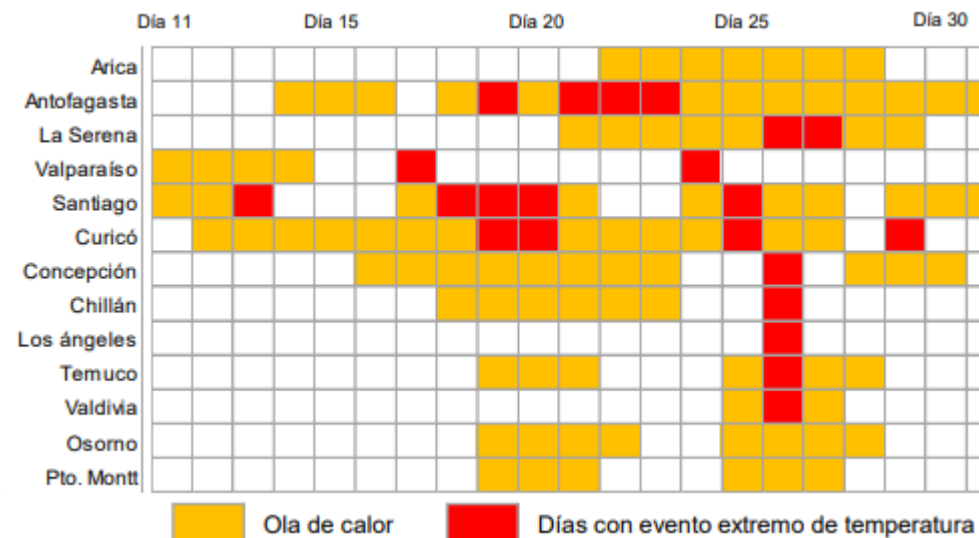 Día 11 Día 15 Día 20 Día 25 Día 30
Arica
Antofagasta
La Serena
Valparaíso
Santiago
Curicó
Concepción
Chillán
Los ángeles
Temuco
Valdivia
Osorno
Pto. Montt
Ola de calor Días con evento extremo de temperatura